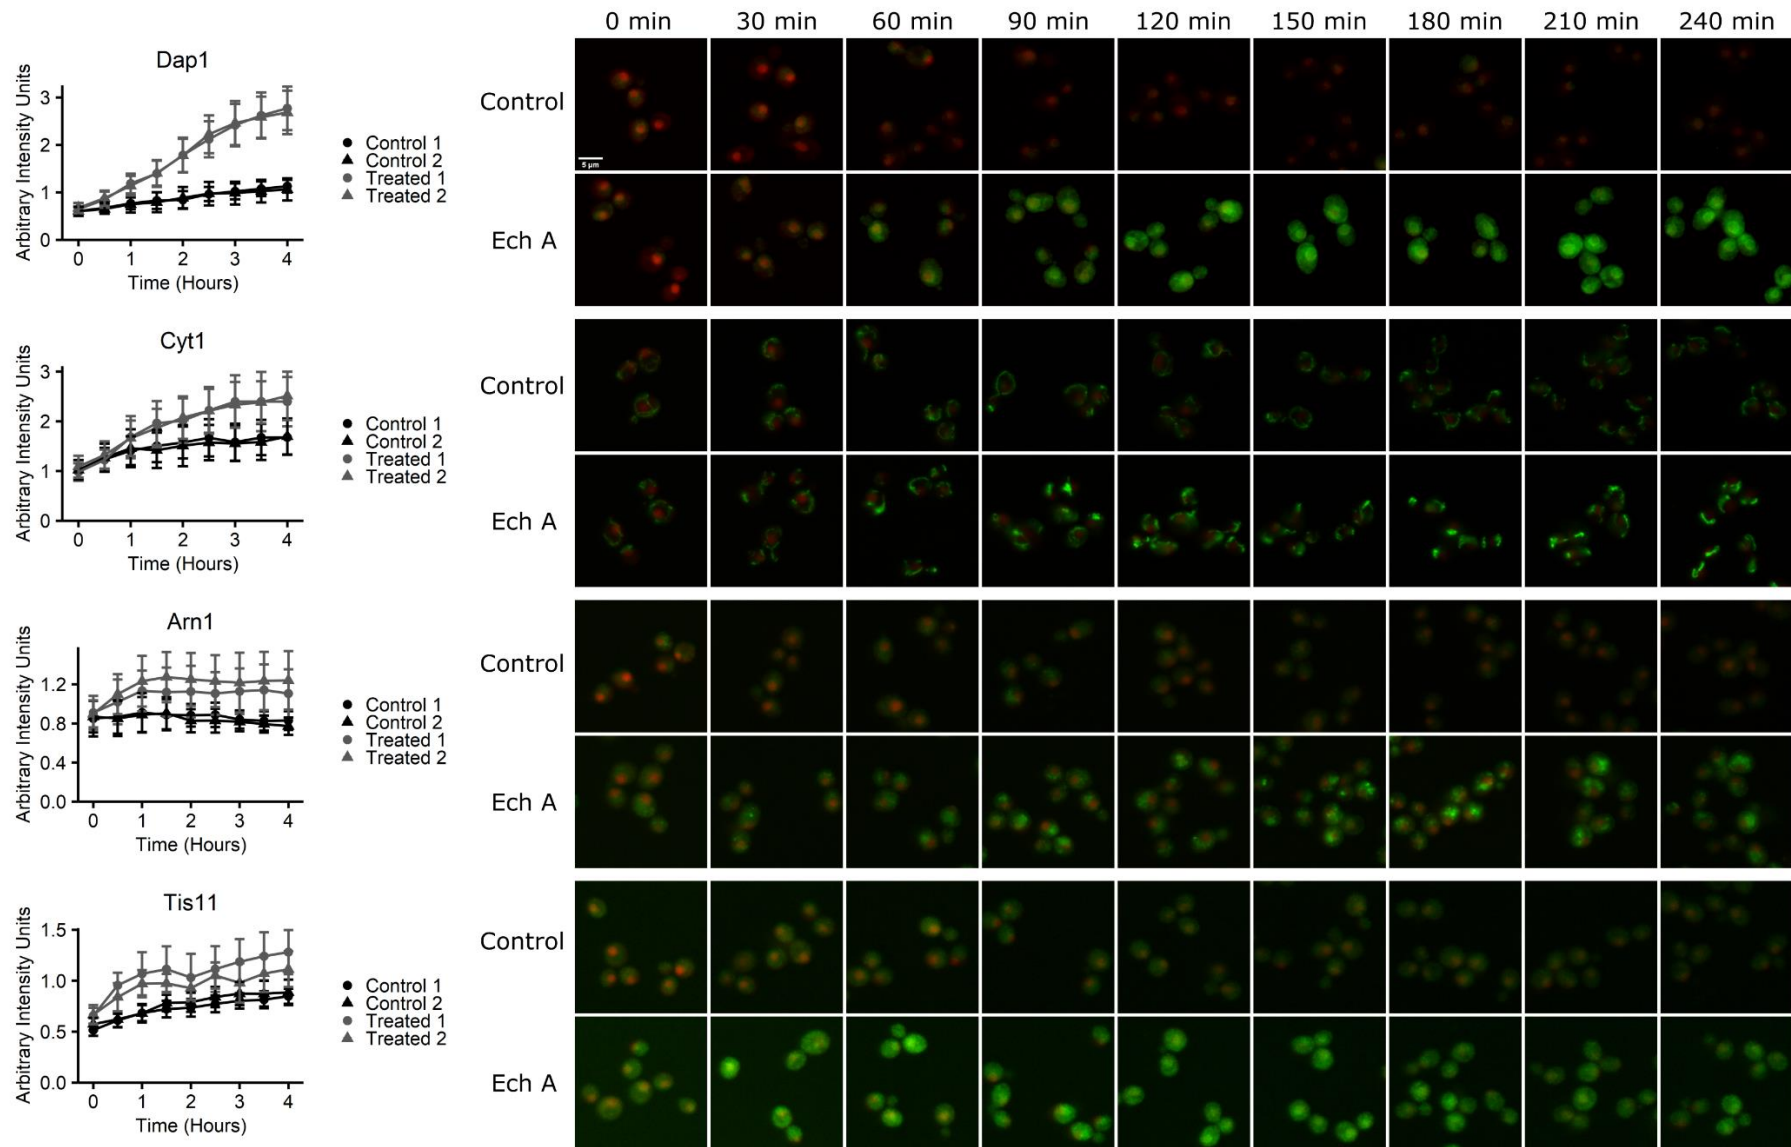 0 min 30 min 60 min 90 min 120 min 150 min 180 min 210 min 240 min
Dap1
Arbitrary Intensity Units
3
2
1
0
0 1 2 3 4
Time (Hours)
Control 1
Control 2
Treated 1
Treated 2
Control
5 µm
Ech A
Cyt1
Arbitrary Intensity Units
3
2
1
0
0 1 2 3 4
Time (Hours)
Control 1
Control 2
Treated 1
Treated 2
Control
Ech A
Arn1
Arbitrary Intensity Units
1.2
0.8
0.4
0.0
0 1 2 3 4
Time (Hours)
Control 1
Control 2
Treated 1
Treated 2
Control
Ech A
Tis11
Arbitrary Intensity Units
1.5
1.0
0.5
0.0
0 1 2 3 4
Time (Hours)
Control 1
Control 2
Treated 1
Treated 2
Control
Ech A